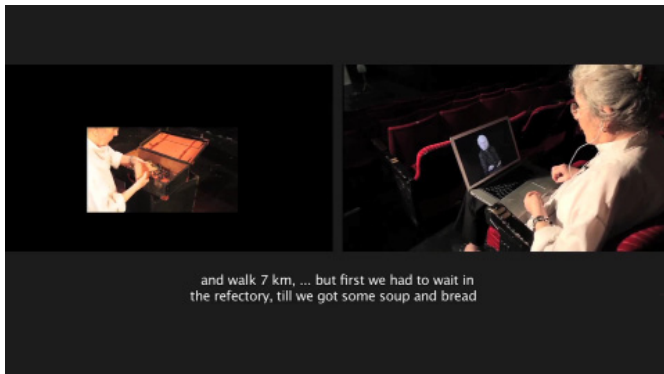 and walk 7 km, ... but first we had to wait in
the refectory, till we got some soup and bread